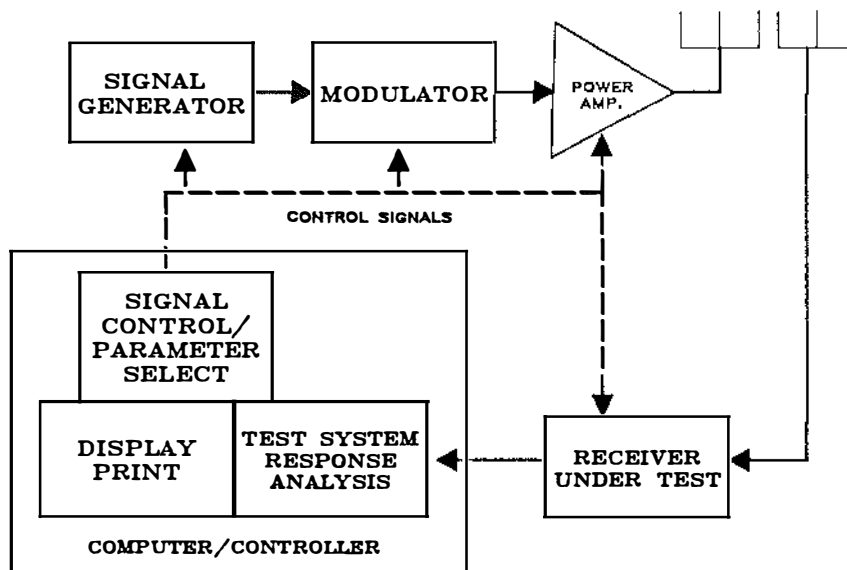 SIGNAL
GENERATOR
MODULATOR
POWER
AMP.
CONTROL SIGNALS
SIGNAL
CONTROL/
PARAMETER
SELECT
DISPLAY
PRINT
TEST SYSTEM
RESPONSE
ANALYSIS
RECEIVER
UNDER TEST
COMPUTER/CONTROLLER